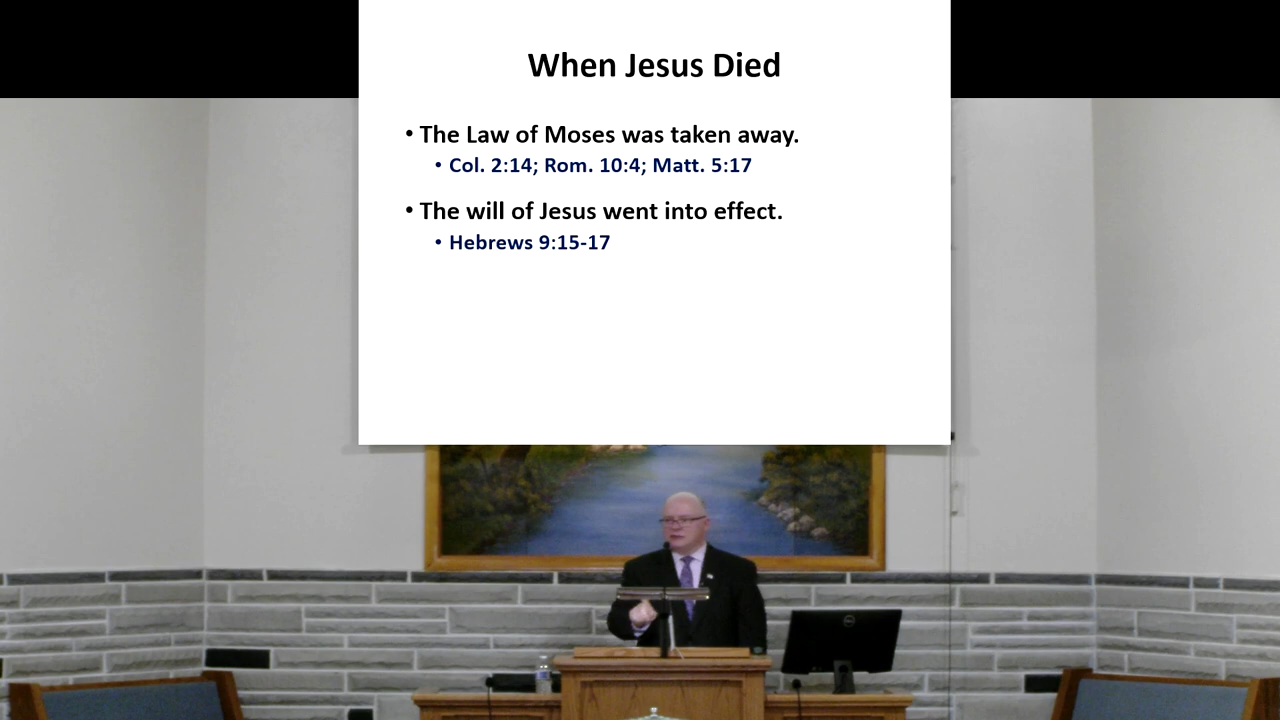 When Jesus Died
• The Law of Moses was taken away.
• Col. 2:14; Rom. 10:4; Matt. 5:17
• The will of Jesus went into effect.
• Hebrews 9:15-17
DELL